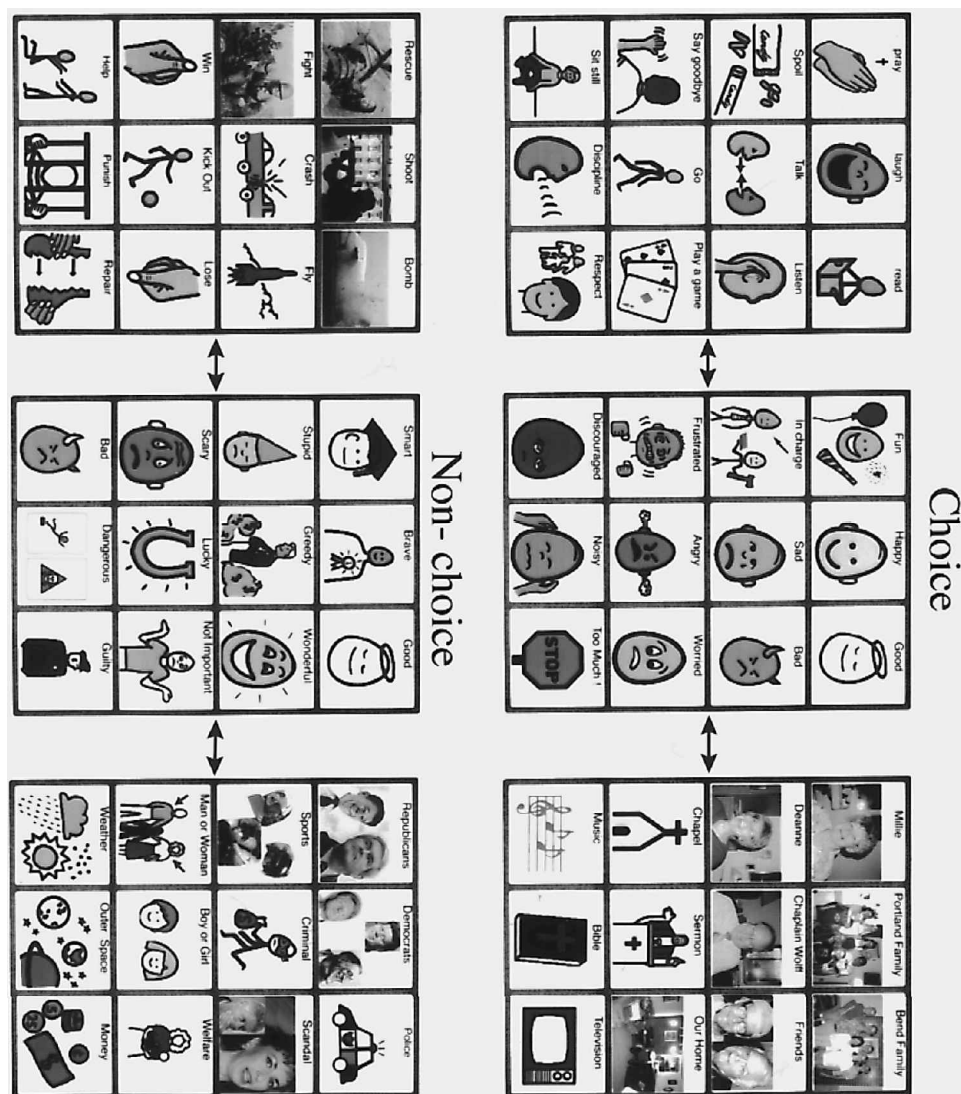 Choice
pray laugh read
Spoil Talk Listen
Say goodbye Go Play a game
Sit still Discipline Respect
Fun Happy Good
In charge Sad Bad
Frustrated Angry Worried
Discouraged Noisy Too Much !
STOP
Millie Portland Family Bend Family
Deanne Chaplain Wolff Friends
Chapel Sermon Our Home
Music Bible Television
Non- choice
Rescue Shoot Bomb
Fight Crash Fly
Win Kick Out Lose
Help Punish Repair
Smart Brave Good
Stupid Greedy Wonderful
Scary Lucky Not Important
Bad Dangerous Guilty
Republicans Democrats Police
Sports Criminal Scandal
Man or Woman Boy or Girl Welfare
Weather Outer Space Money